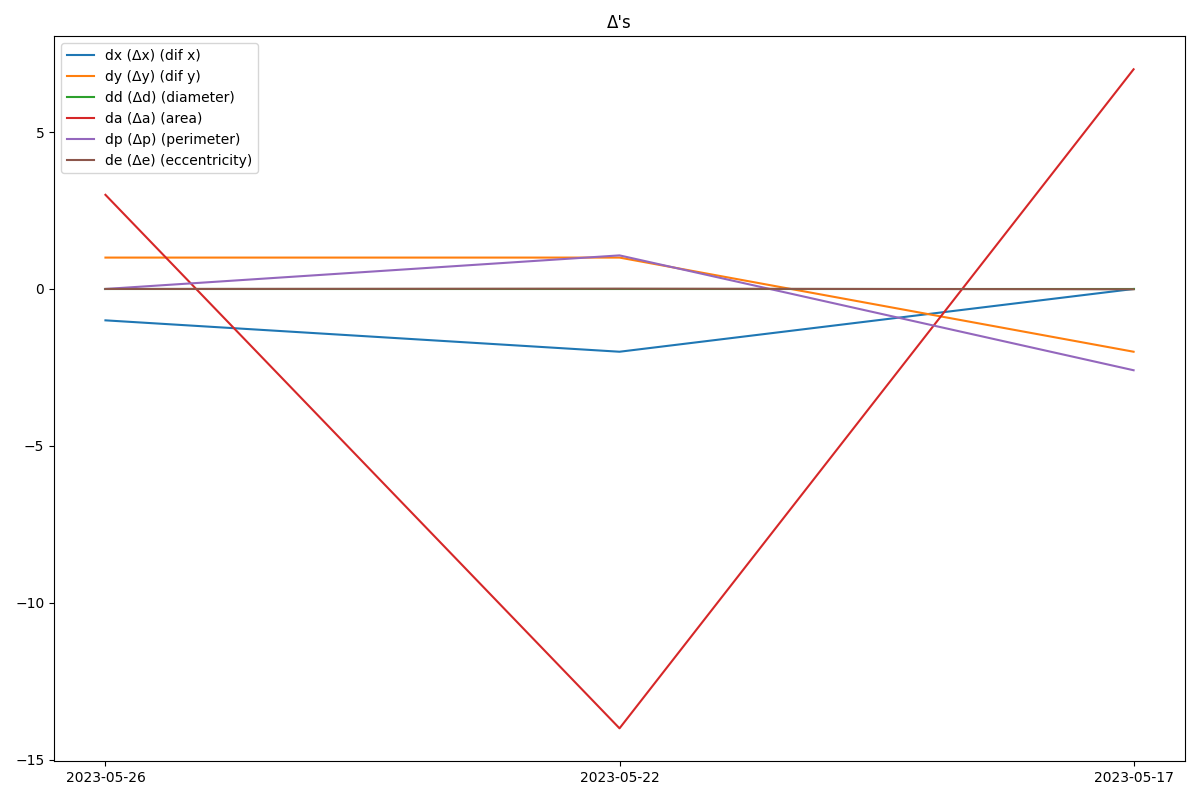 Δ's
dx (Δx) (dif x)
dy (Δy) (dif y)
dd (Δd) (diameter)
da (Δa) (area)
dp (Δp) (perimeter)
de (Δe) (eccentricity)
5
0
−5
−10
−15
2023-05-26 2023-05-22 2023-05-17